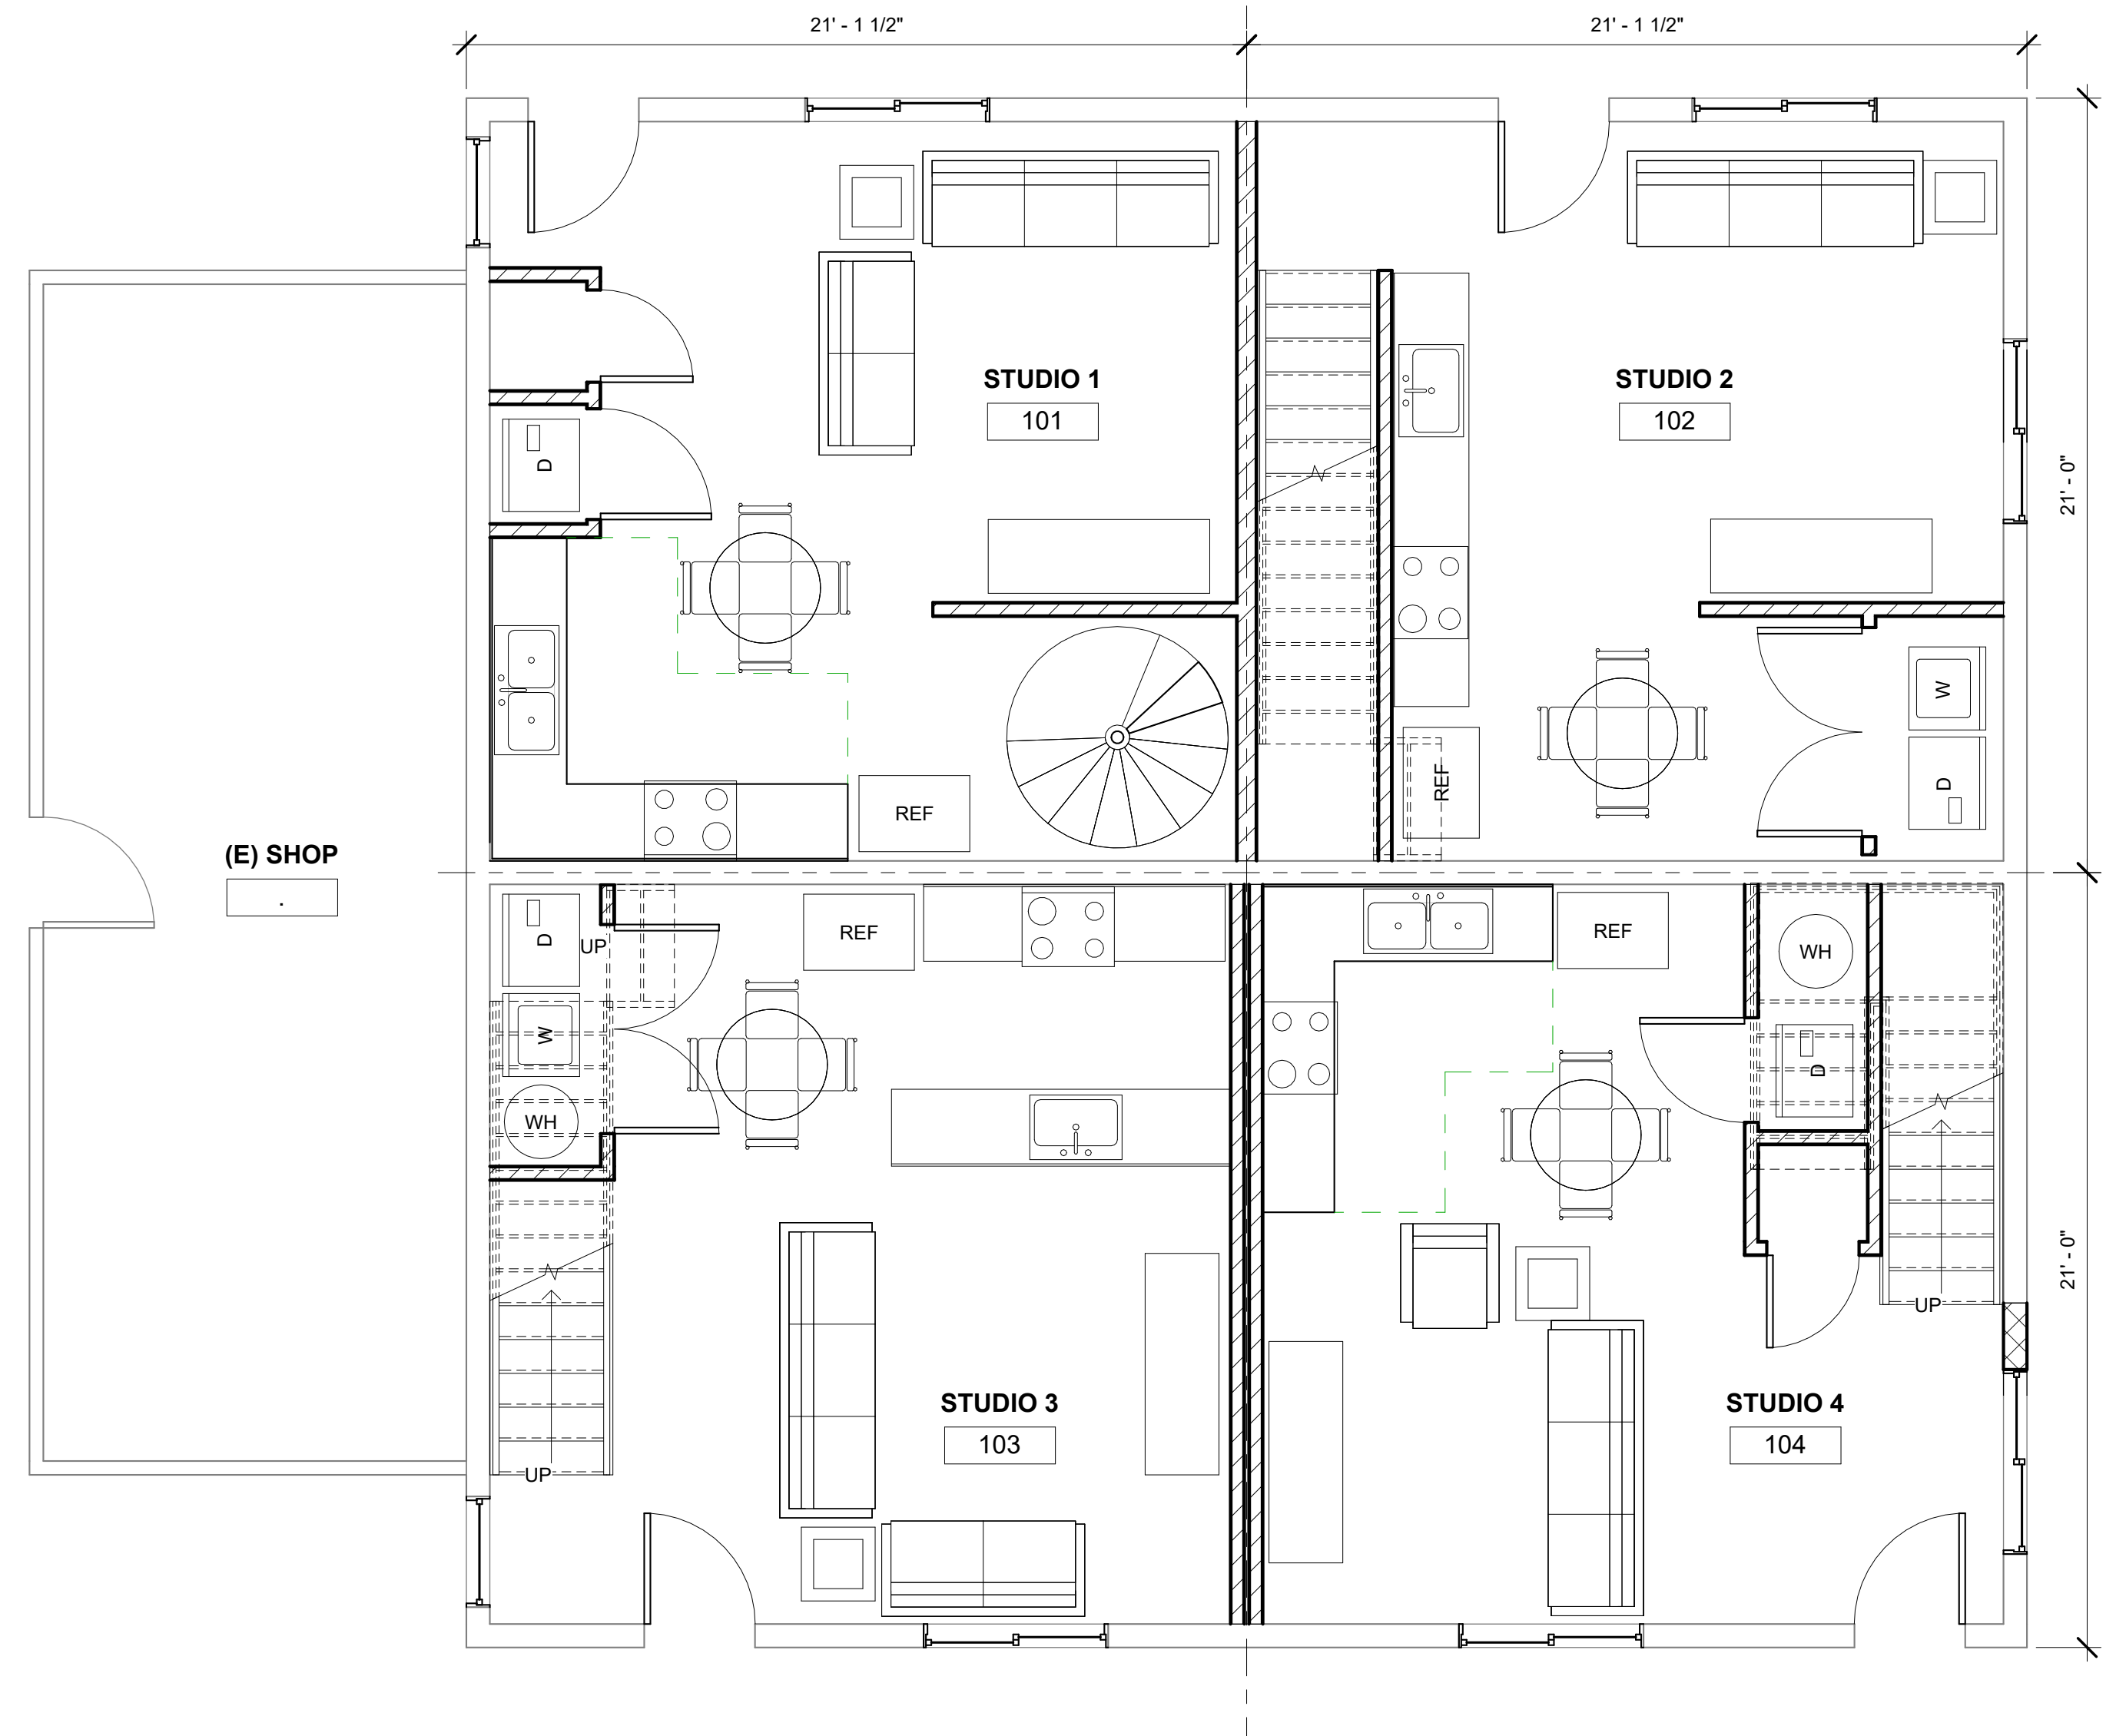 21' - 1 1/2"
21' - 1 1/2"
STUDIO 1
101
STUDIO 2
102
D
21' - 0"
W
D
REF
REF
(E) SHOP
.
D
UP
REF
REF
WH
W
D
WH
UP
21' - 0"
STUDIO 3
103
STUDIO 4
104
UP